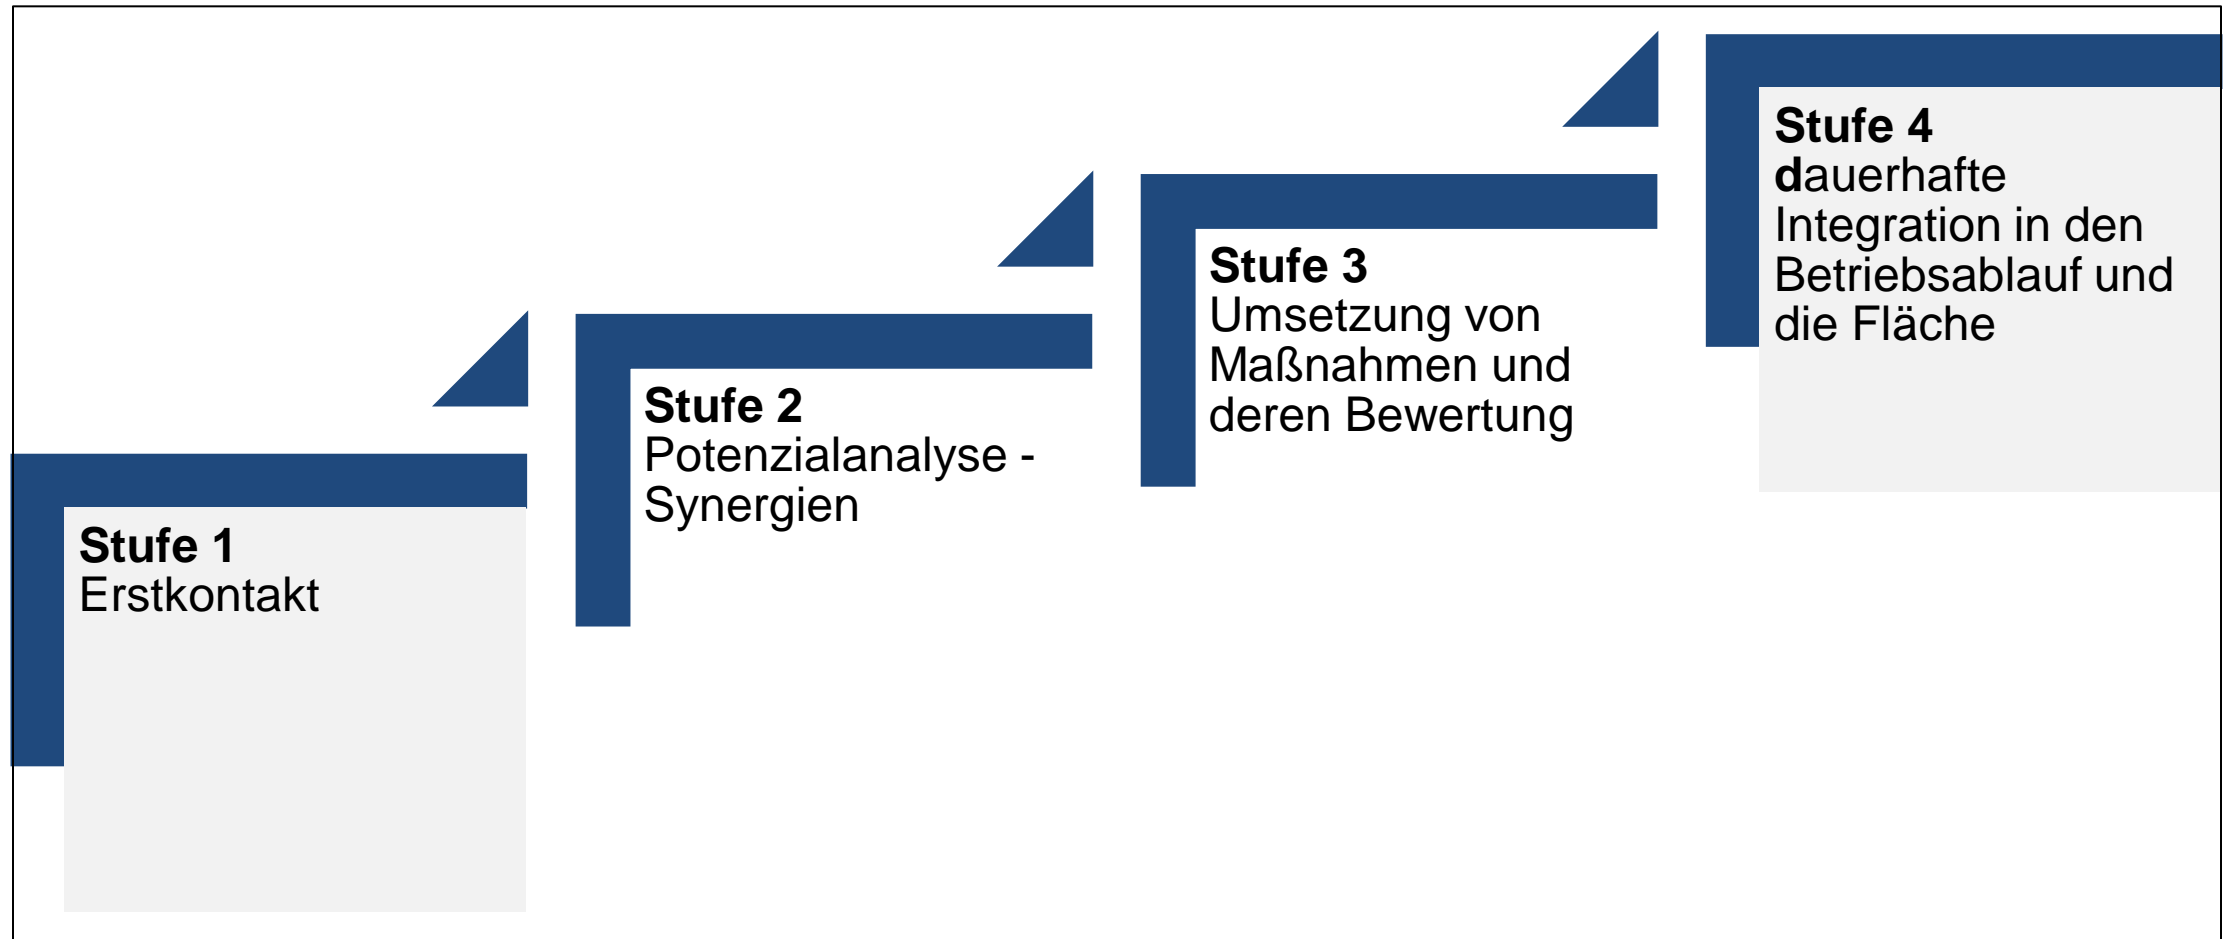 Stufe 1
Erstkontakt
Stufe 2
Potenzialanalyse -
Synergien
Stufe 3
Umsetzung von
Maßnahmen und
deren Bewertung
Stufe 4
dauerhafte
Integration in den
Betriebsablauf und
die Fläche